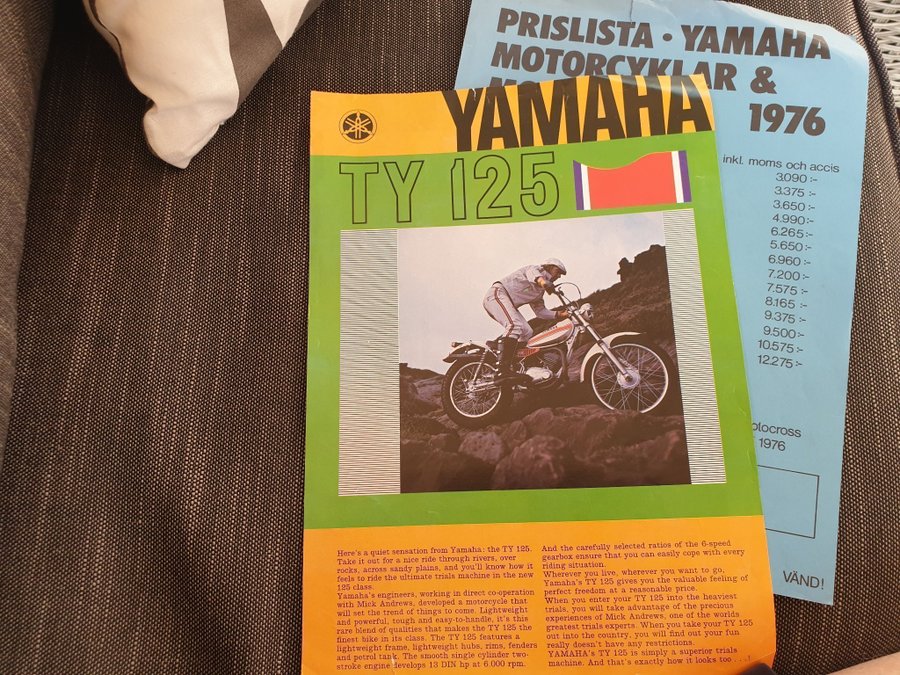 PRISLISTA • YAMAHA
MOTORCYKLAR &
1976
inkl. moms och accis
3.090:-
3.375:-
3.650:-
4.990:-
6.265:-
5.650:-
6.960:-
7.200:-
7.575:-
8.165:-
9.375:-
9.500:-
10.575:-
12.275:-
1976
VÄND!
YAMAHA
TY 125
Here's a quiet sensation from Yamaha: the TY 125.
Take it out for a nice ride through rivers, over
rocks, across sandy plains, and you'll know how it
feels to ride the ultimate trials machine in the new
125 class.
Yamaha's engineers, working in direct co-operation
with Mick Andrews, developed a motorcycle that
will set the trend of things to come. Lightweight
and powerful, tough and easy-to-handle, it's this
rare blend of qualities that makes the TY 125 the
finest bike in its class. The TY 125 features a
lightweight frame, lightweight hubs, rims, fenders
and petrol tank. The smooth single cylinder two-
stroke engine develops 13 DIN hp at 6.000 rpm.
And the carefully selected ratios of the 6-speed
gearbox ensure that you can easily cope with every
riding situation.
Wherever you live, wherever you want to go,
Yamaha's TY 125 gives you the valuable feeling of
perfect freedom at a reasonable price.
When you enter your TY 125 into the heaviest
trials, you will take advantage of the precious
experiences of Mick Andrews, one of the worlds
greatest trials experts. When you take your TY 125
out into the country, you will find out your fun
really doesn't have any restrictions.
YAMAHA's TY 125 is simply a superior trials
machine. And that's exactly how it looks too . . .!